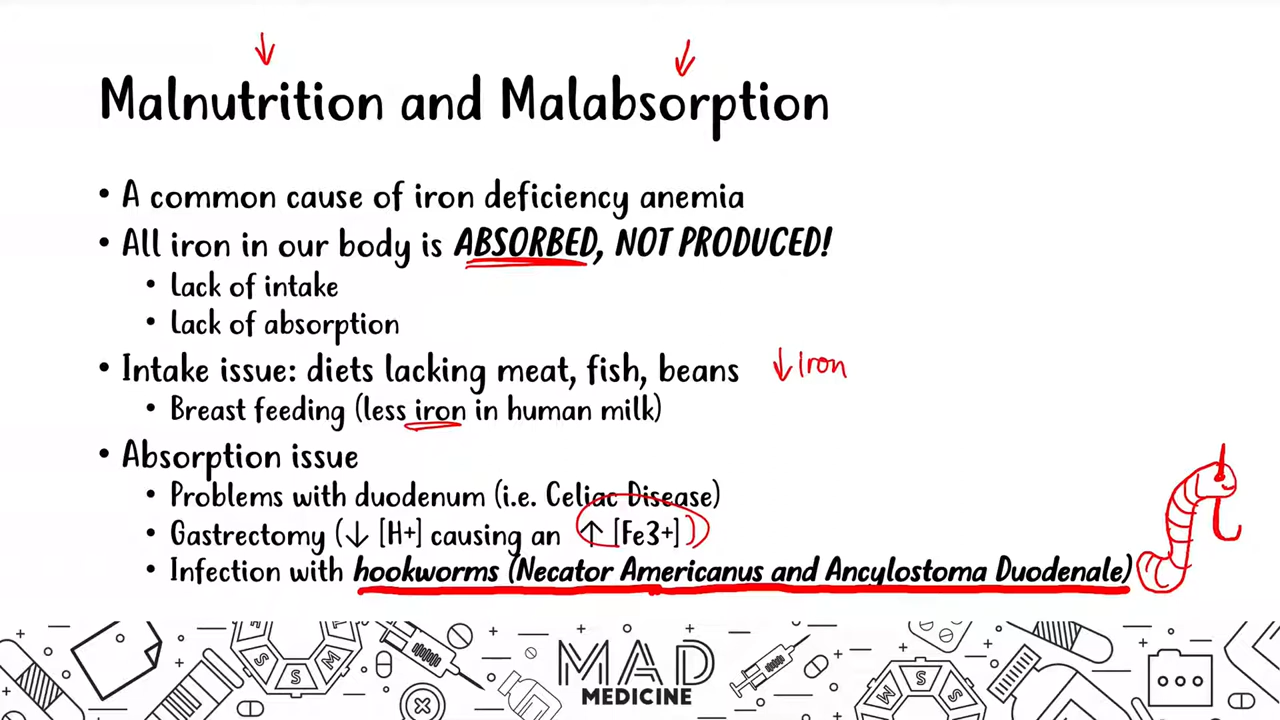 Malnutrition and Malabsorption
• A common cause of iron deficiency anemia
• All iron in our body is ABSORBED, NOT PRODUCED!
• Lack of intake
• Lack of absorption
• Intake issue: diets lacking meat, fish, beans ↓ Iron
• Breast feeding (less iron in human milk)
• Absorption issue
• Problems with duodenum (i.e. Celiac Disease)
• Gastrectomy (↓ [H+] causing an ↑ [Fe3+])
• Infection with hookworms (Necator Americanus and Ancylostoma Duodenale)
MAD
MEDICINE